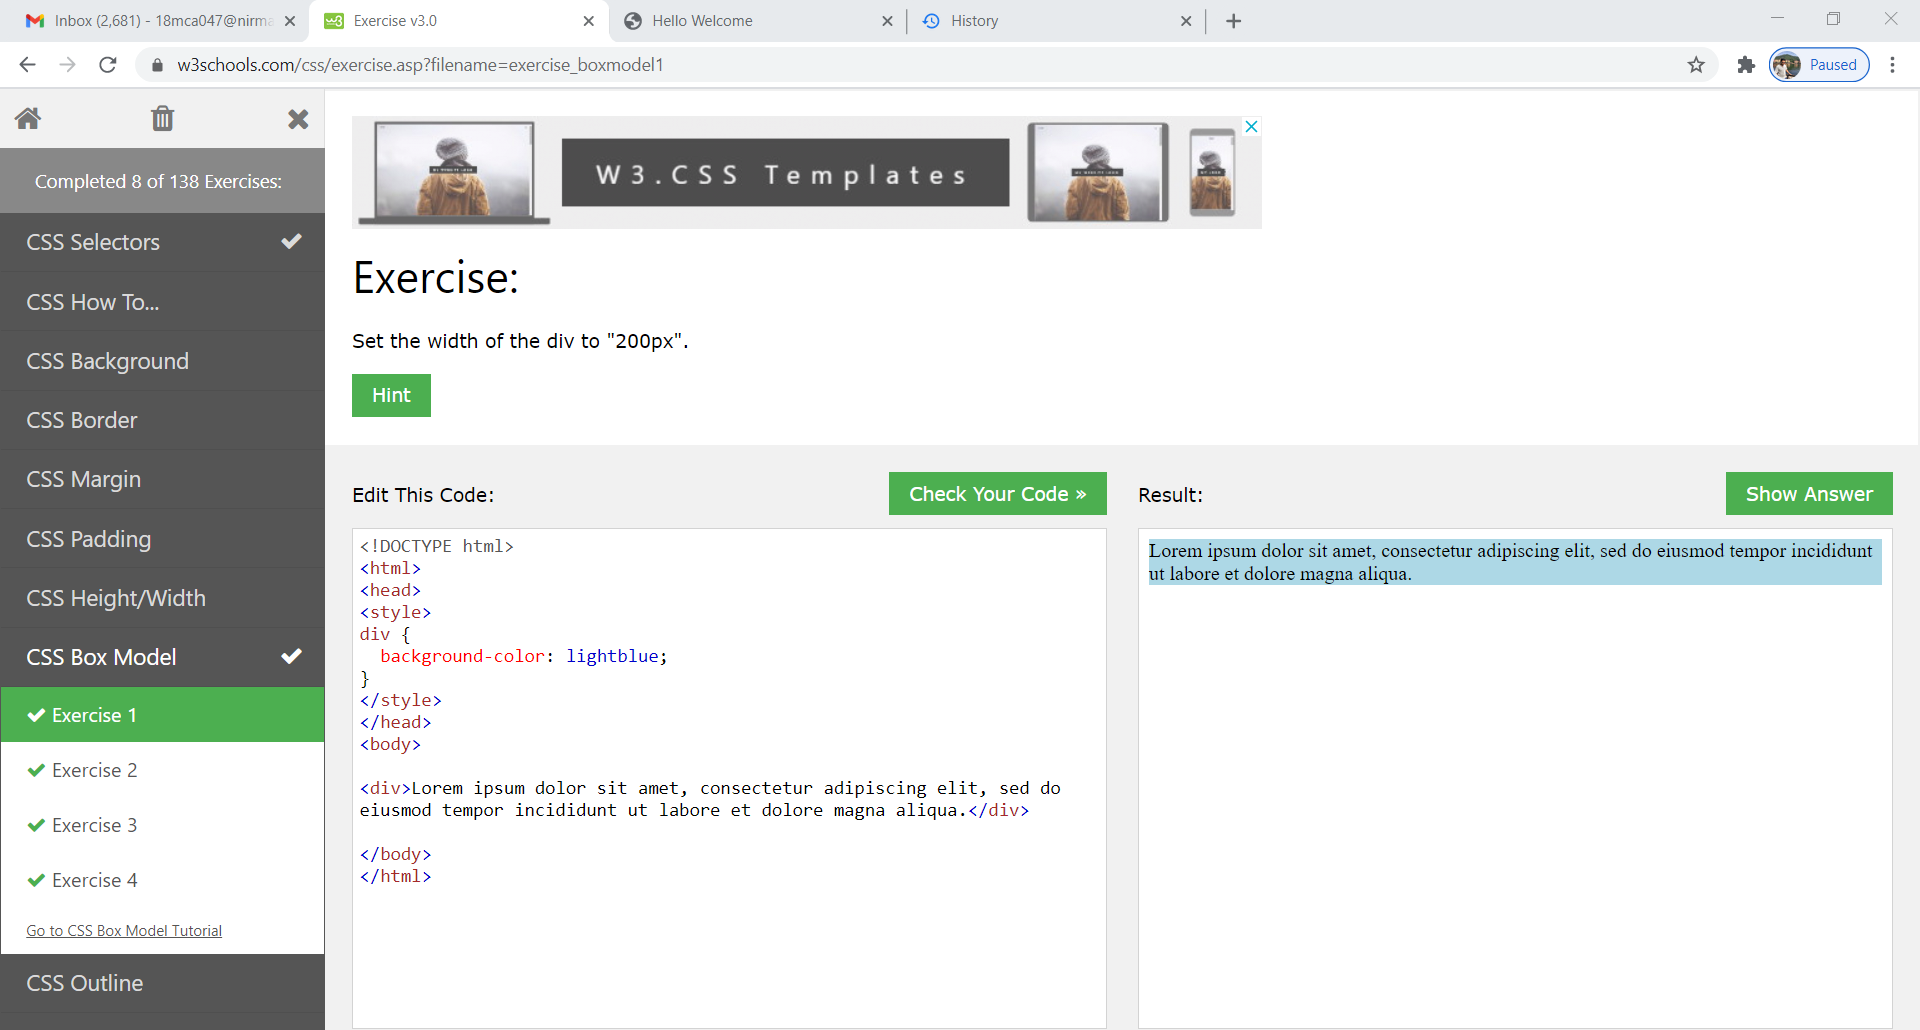 Inbox (2,681) - 18mca047@nirma
Exercise v3.0
Hello Welcome
History
w3schools.com/css/exercise.asp?filename=exercise_boxmodel1
Paused
Completed 8 of 138 Exercises:
CSS Selectors
CSS How To...
CSS Background
CSS Border
CSS Margin
CSS Padding
CSS Height/Width
CSS Box Model
Exercise 1
Exercise 2
Exercise 3
Exercise 4
Go to CSS Box Model Tutorial
CSS Outline
W3.CSS Templates
Exercise:
Set the width of the div to "200px".
Hint
Edit This Code:
Check Your Code »
<!DOCTYPE html>
<html>
<head>
<style>
div {
  background-color: lightblue;
}
</style>
</head>
<body>
<div>Lorem ipsum dolor sit amet, consectetur adipiscing elit, sed do
eiusmod tempor incididunt ut labore et dolore magna aliqua.</div>
</body>
</html>
Result:
Show Answer
Lorem ipsum dolor sit amet, consectetur adipiscing elit, sed do eiusmod tempor incididunt
ut labore et dolore magna aliqua.